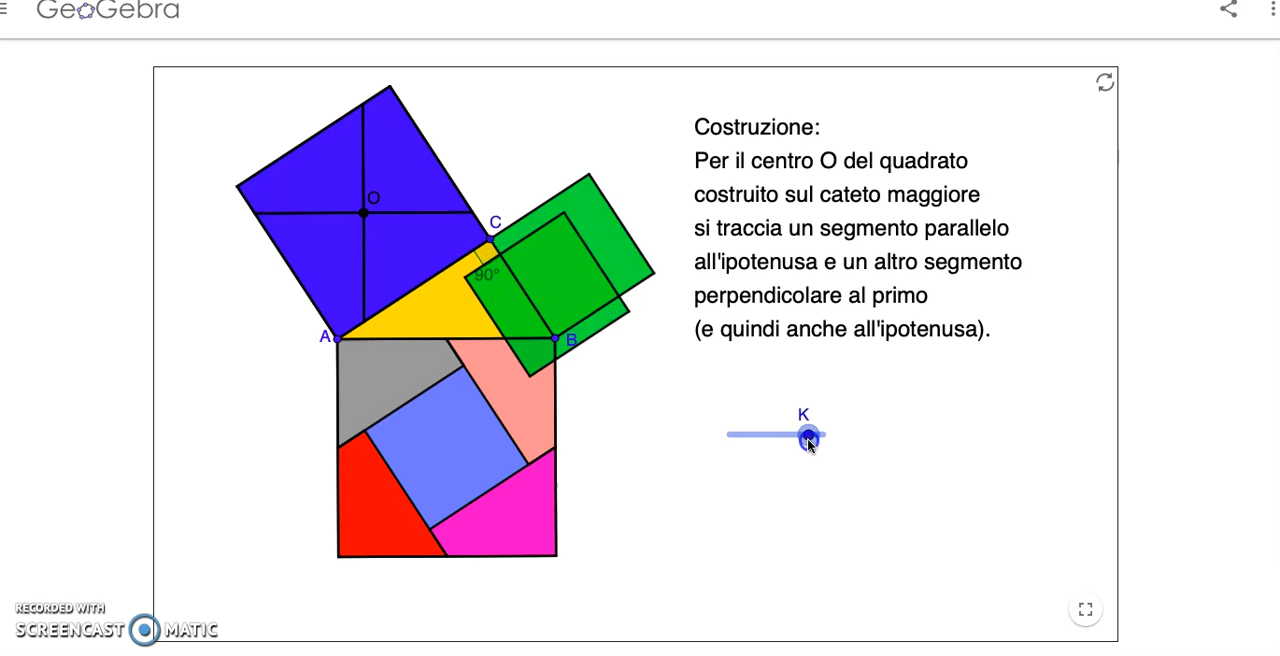 GeoGebra
O
C
90°
A
B
Costruzione:
Per il centro O del quadrato
costruito sul cateto maggiore
si traccia un segmento parallelo
all'ipotenusa e un altro segmento
perpendicolare al primo
(e quindi anche all'ipotenusa).
K
RECORDED WITH
SCREENCAST MATIC